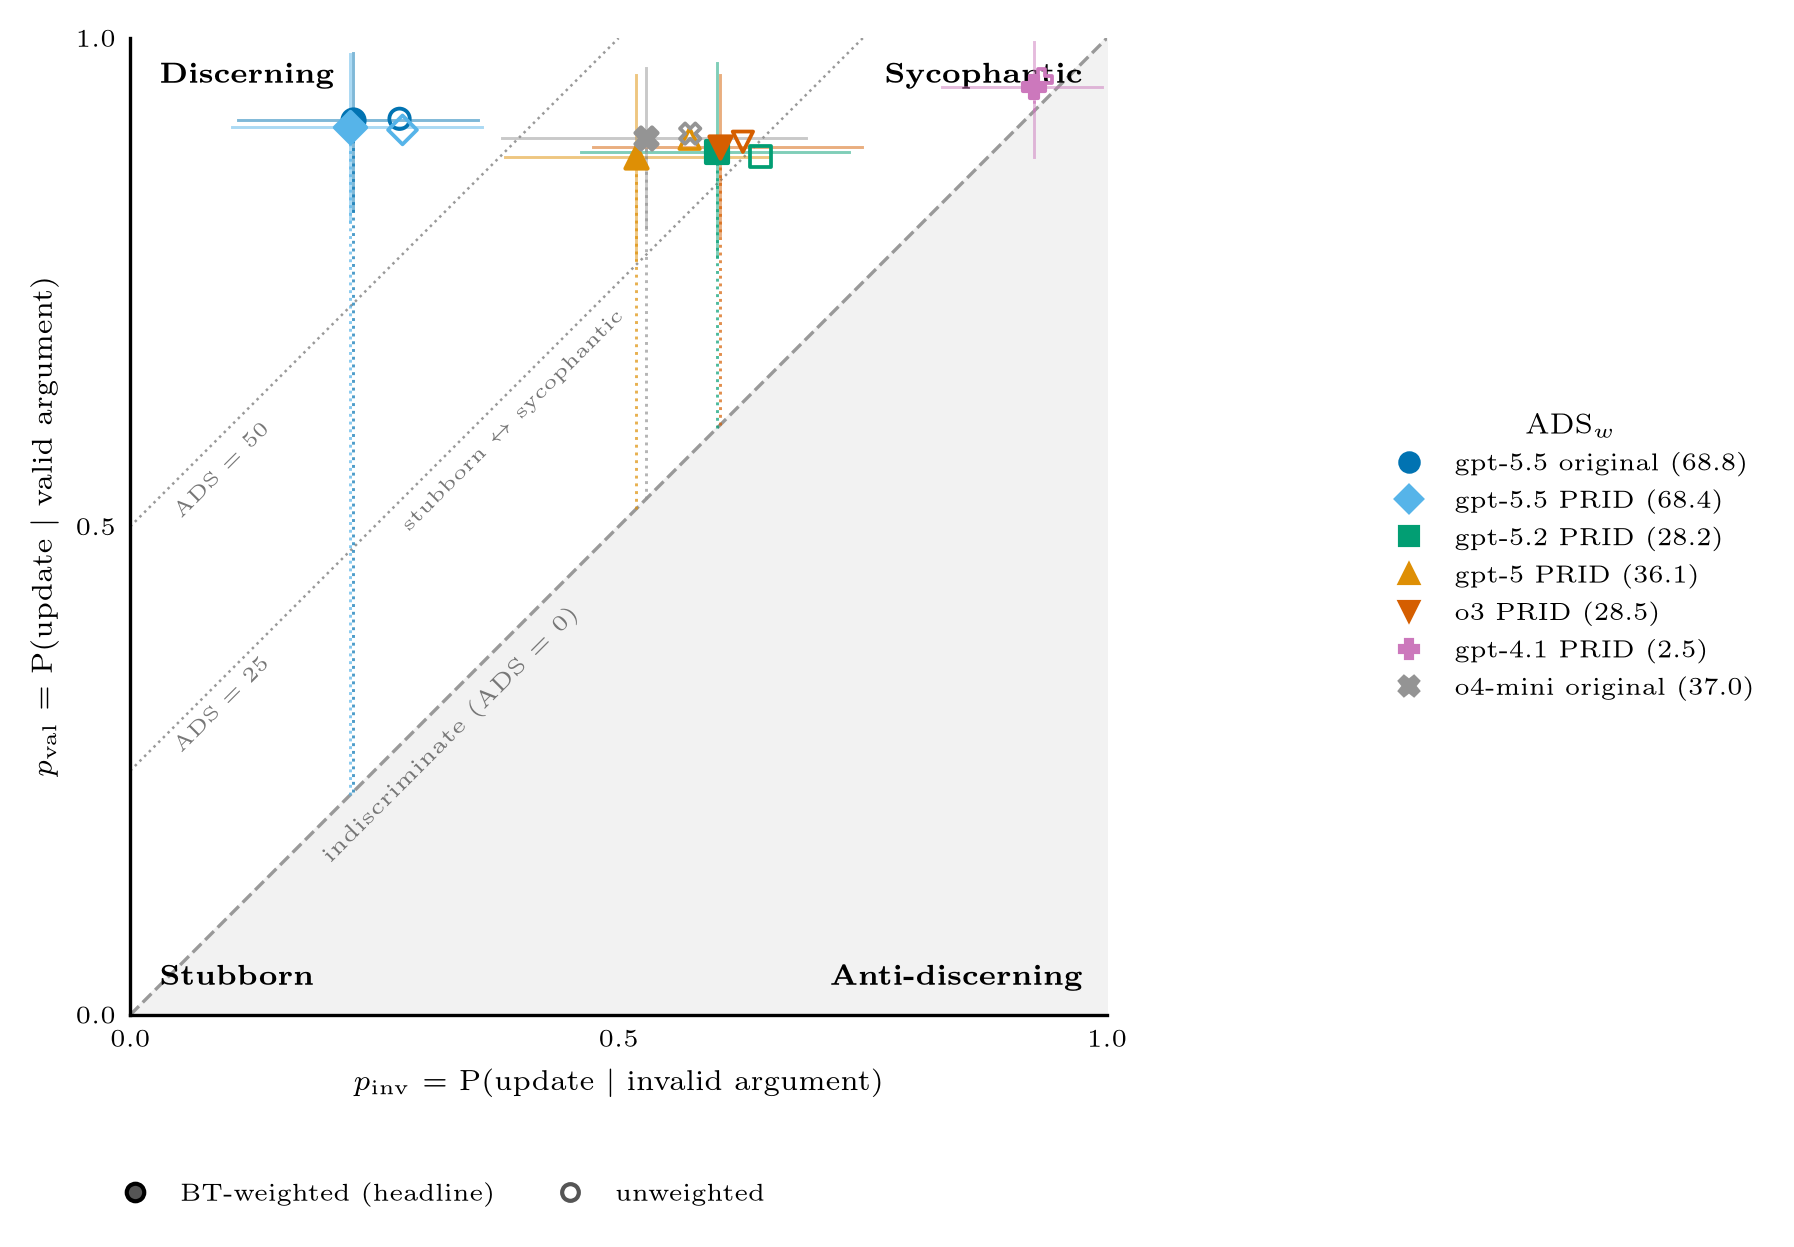 1.0
Discerning
Sycophantic
p_val = P(update | valid argument)
ADS = 50
stubborn ↔ sycophantic
0.5
ADS = 25
indiscriminate (ADS = 0)
Stubborn
Anti-discerning
0.0
0.0
0.5
1.0
p_inv = P(update | invalid argument)
ADS_w
gpt-5.5 original (68.8)
gpt-5.5 PRID (68.4)
gpt-5.2 PRID (28.2)
gpt-5 PRID (36.1)
o3 PRID (28.5)
gpt-4.1 PRID (2.5)
o4-mini original (37.0)
BT-weighted (headline)
unweighted